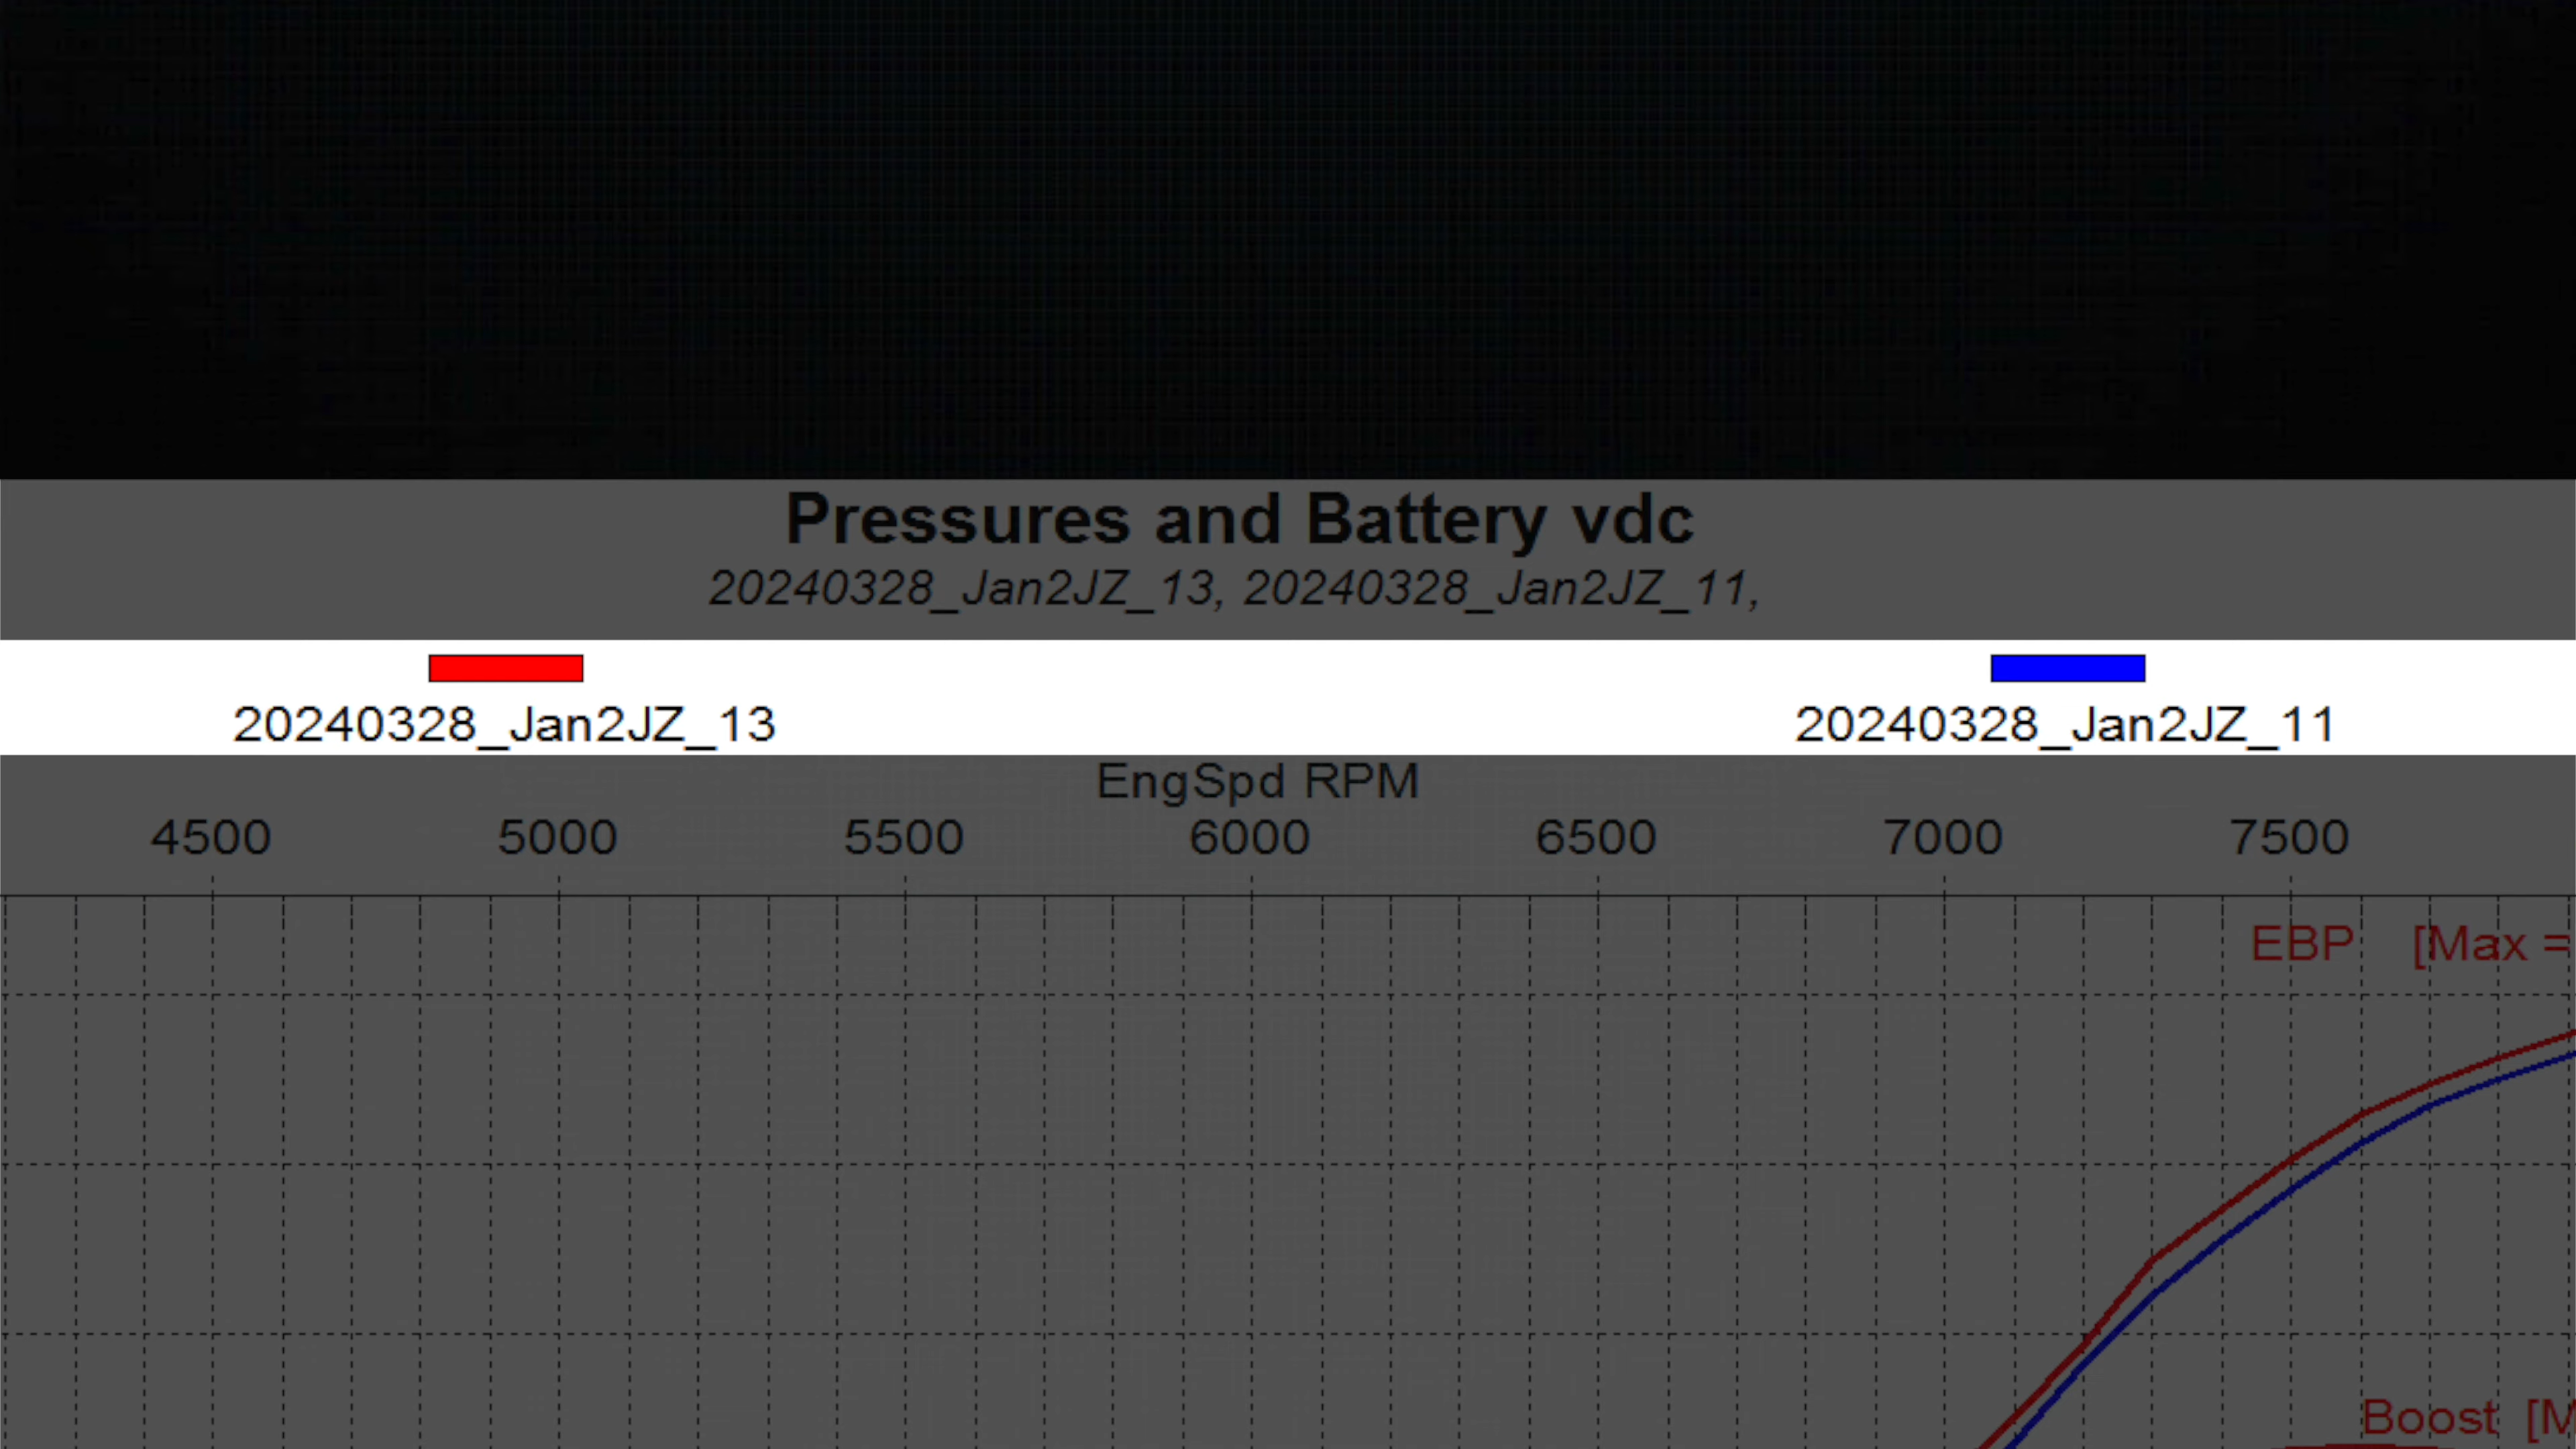 Pressures and Battery vdc
20240328_Jan2JZ_13, 20240328_Jan2JZ_11,
20240328_Jan2JZ_13 20240328_Jan2JZ_11
EngSpd RPM
4500 5000 5500 6000 6500 7000 7500
EBP [Max =
Boost [M